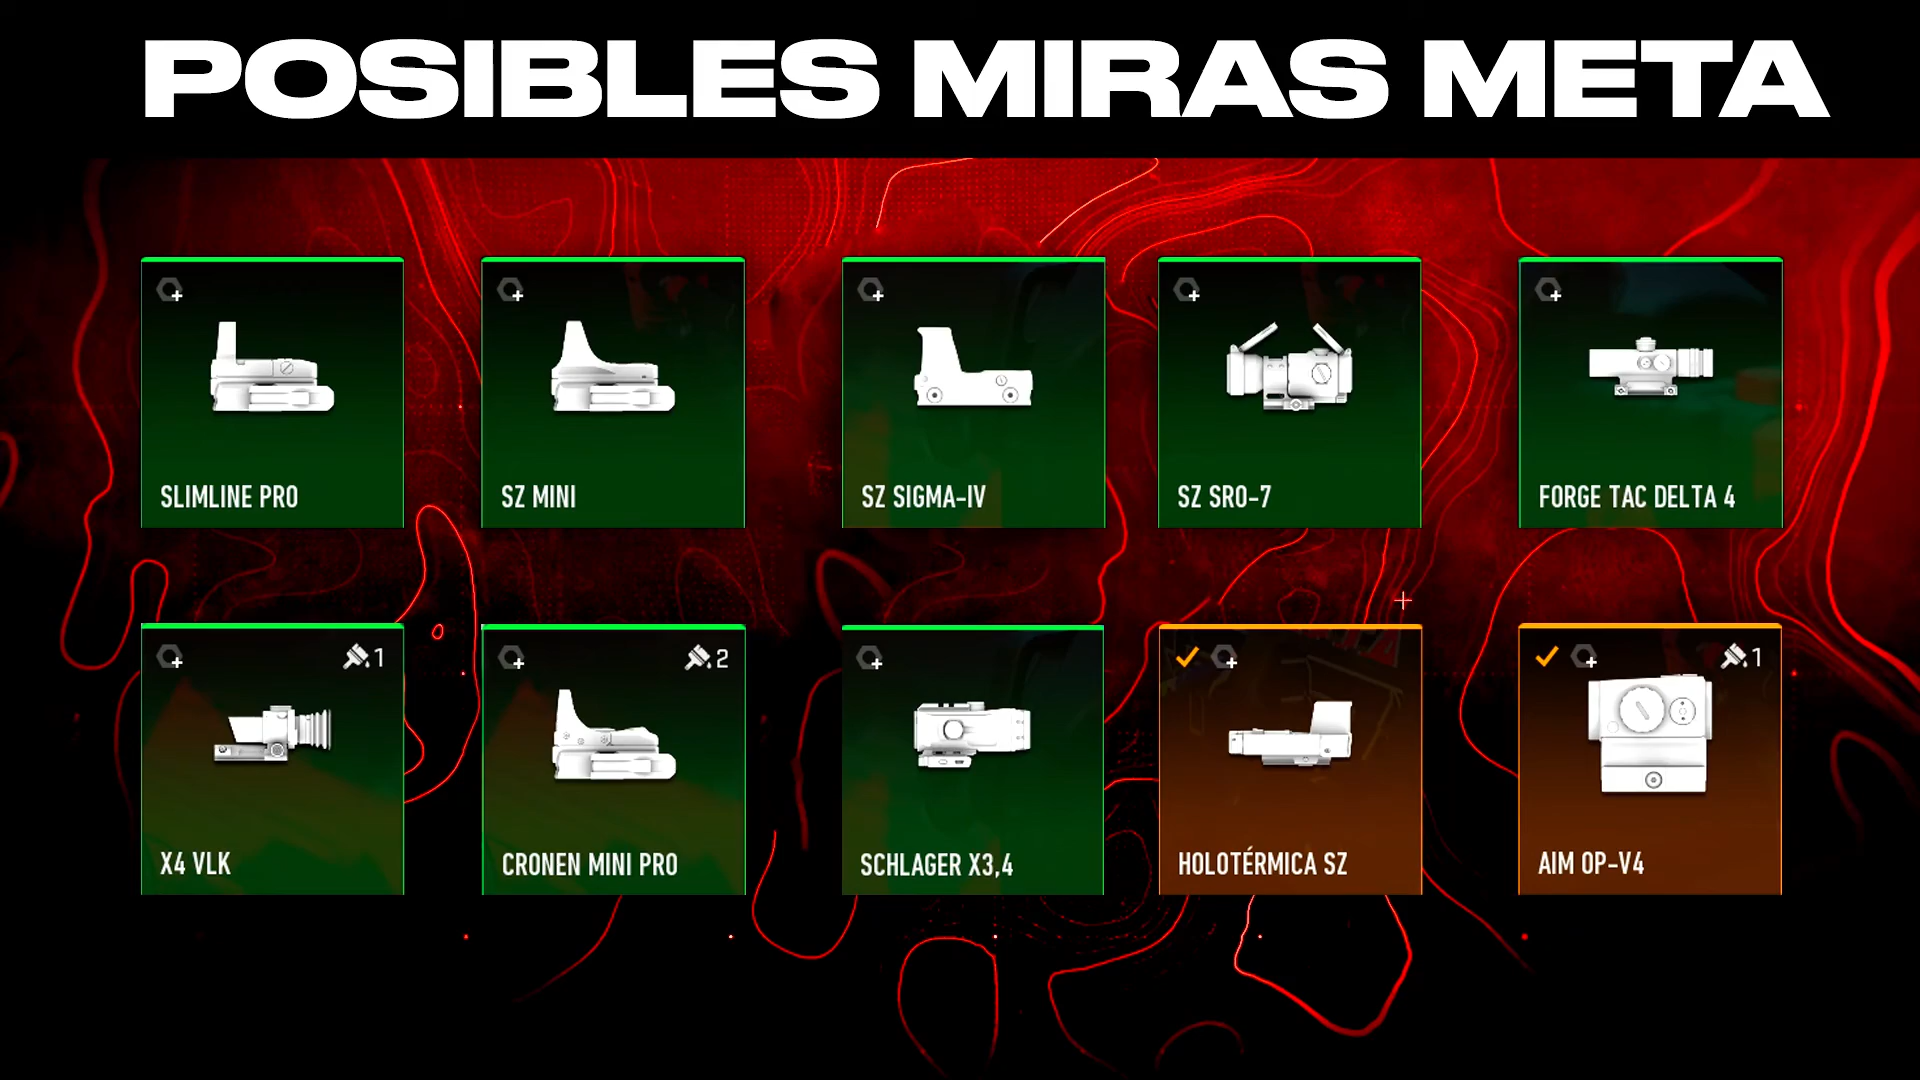 POSIBLES MIRAS META
SLIMLINE PRO
SZ MINI
SZ SIGMA-IV
SZ SRO-7
FORGE TAC DELTA 4
1
X4 VLK
2
CRONEN MINI PRO
SCHLAGER X3,4
HOLOTÉRMICA SZ
1
AIM OP-V4